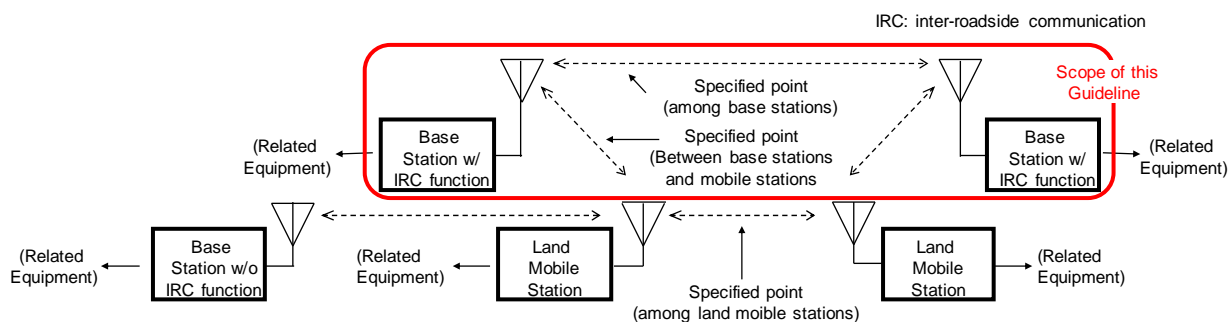 IRC: inter-roadside communication
Scope of this
Guideline
Specified point
(among base stations)
Base
Station w/
IRC function)
(Related
Equipment)
Specified point
(Between base stations
and mobile stations
Base
Station w/
IRC function)
(Related
Equipment)
(Related
Equipment)
Base
Station w/o
IRC function)
(Related
Equipment)
Land
Mobile
Station
Specified point
(among land moible stations)
Land
Mobile
Station
(Related
Equipment)